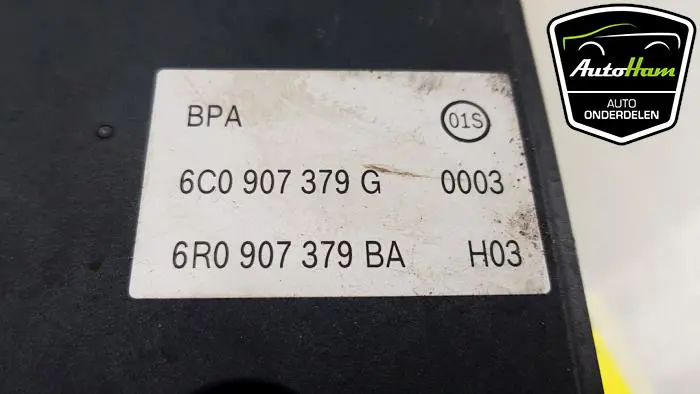 BPA 01S
6C0 907 379 G 0003
6R0 907 379 BA H03
AutoHam
AUTO
ONDERDELEN